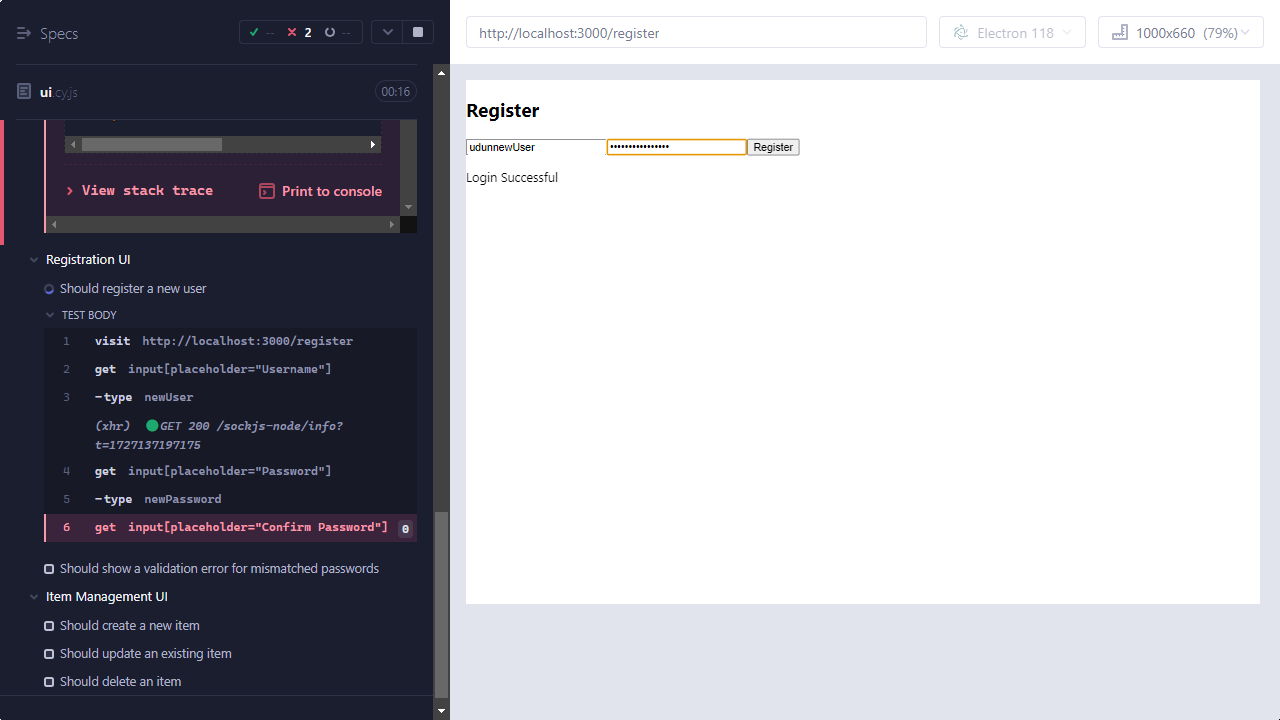 Specs
-- 2 --
http://localhost:3000/register
Electron 118
1000x660 (79%)
ui.cy.js
00:16
View stack trace
Print to console
Register
udunnewUser
••••••••••••••••
Register
Login Successful
Registration UI
Should register a new user
TEST BODY
1 visit http://localhost:3000/register
2 get input[placeholder="Username"]
3 -type newUser
(xhr) GET 200 /sockjs-node/info?
t=1727137197175
4 get input[placeholder="Password"]
5 -type newPassword
6 get input[placeholder="Confirm Password"] 0
Should show a validation error for mismatched passwords
Item Management UI
Should create a new item
Should update an existing item
Should delete an item